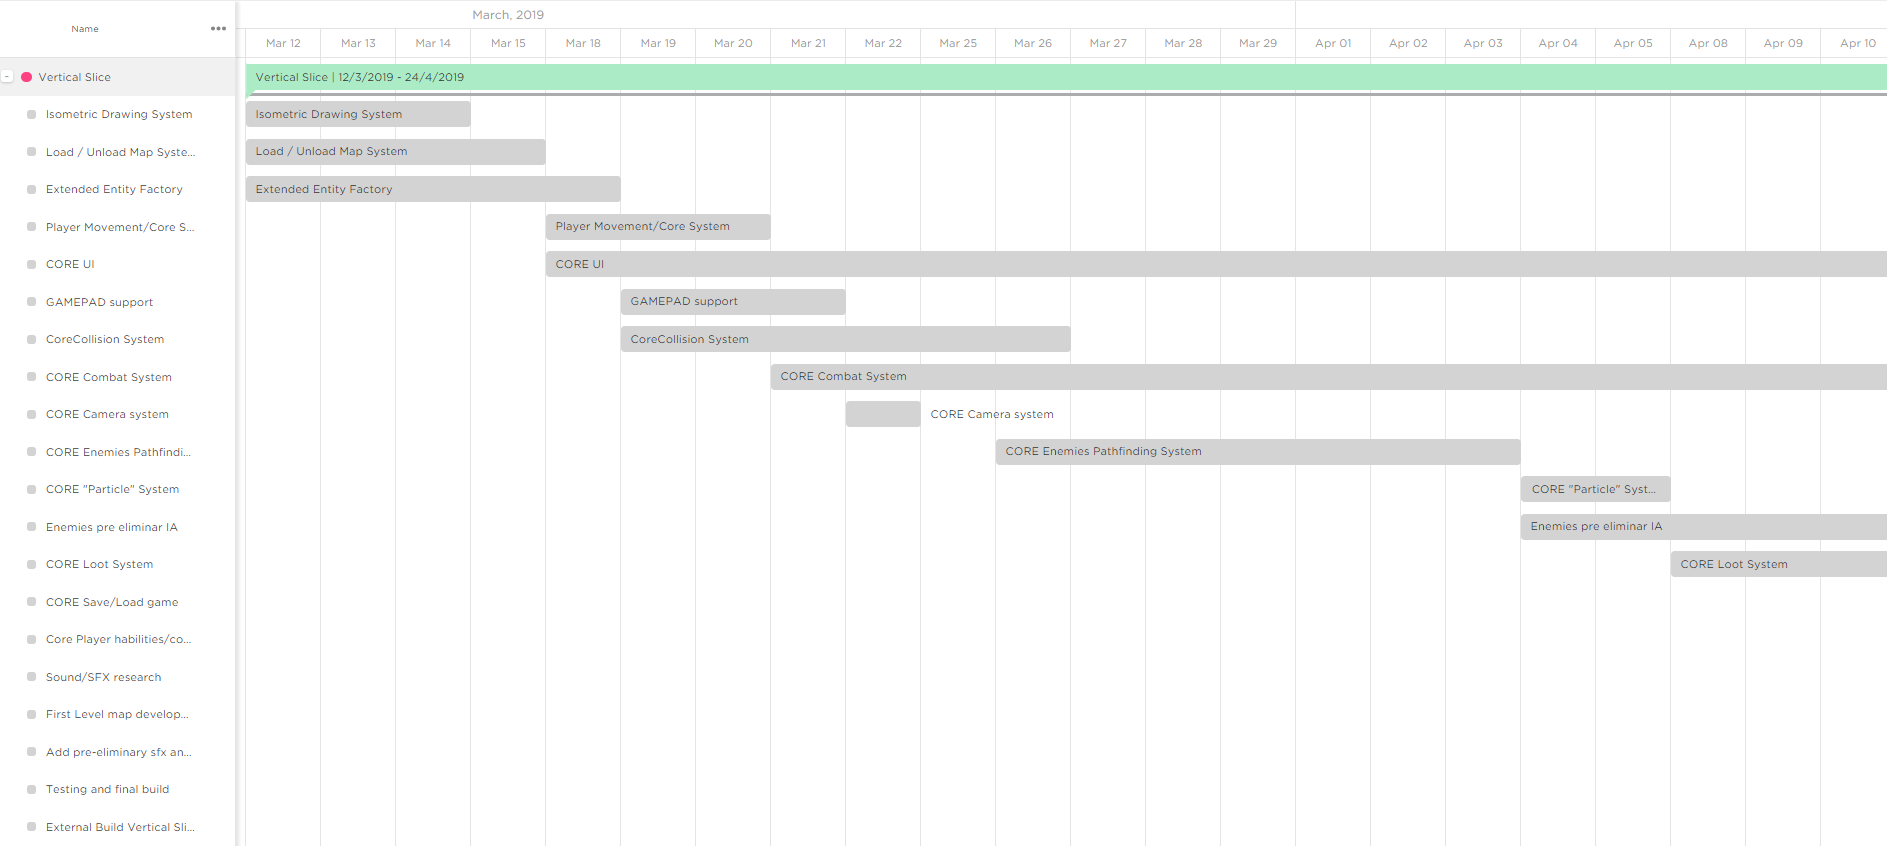 March, 2019
Name •••
Mar 12 Mar 13 Mar 14 Mar 15 Mar 18 Mar 19 Mar 20 Mar 21 Mar 22 Mar 25 Mar 26 Mar 27 Mar 28 Mar 29 Apr 01 Apr 02 Apr 03 Apr 04 Apr 05 Apr 08 Apr 09 Apr 10
- Vertical Slice Vertical Slice | 12/3/2019 - 24/4/2019
Isometric Drawing System Isometric Drawing System
Load / Unload Map Syste... Load / Unload Map System
Extended Entity Factory Extended Entity Factory
Player Movement/Core S... Player Movement/Core System
CORE UI CORE UI
GAMEPAD support GAMEPAD support
CoreCollision System CoreCollision System
CORE Combat System CORE Combat System
CORE Camera system CORE Camera system
CORE Enemies Pathfindi... CORE Enemies Pathfinding System
CORE "Particle" System CORE "Particle" Syst...
Enemies pre eliminar IA Enemies pre eliminar IA
CORE Loot System CORE Loot System
CORE Save/Load game
Core Player habilities/co...
Sound/SFX research
First Level map develop...
Add pre-eliminary sfx an...
Testing and final build
External Build Vertical Sli...